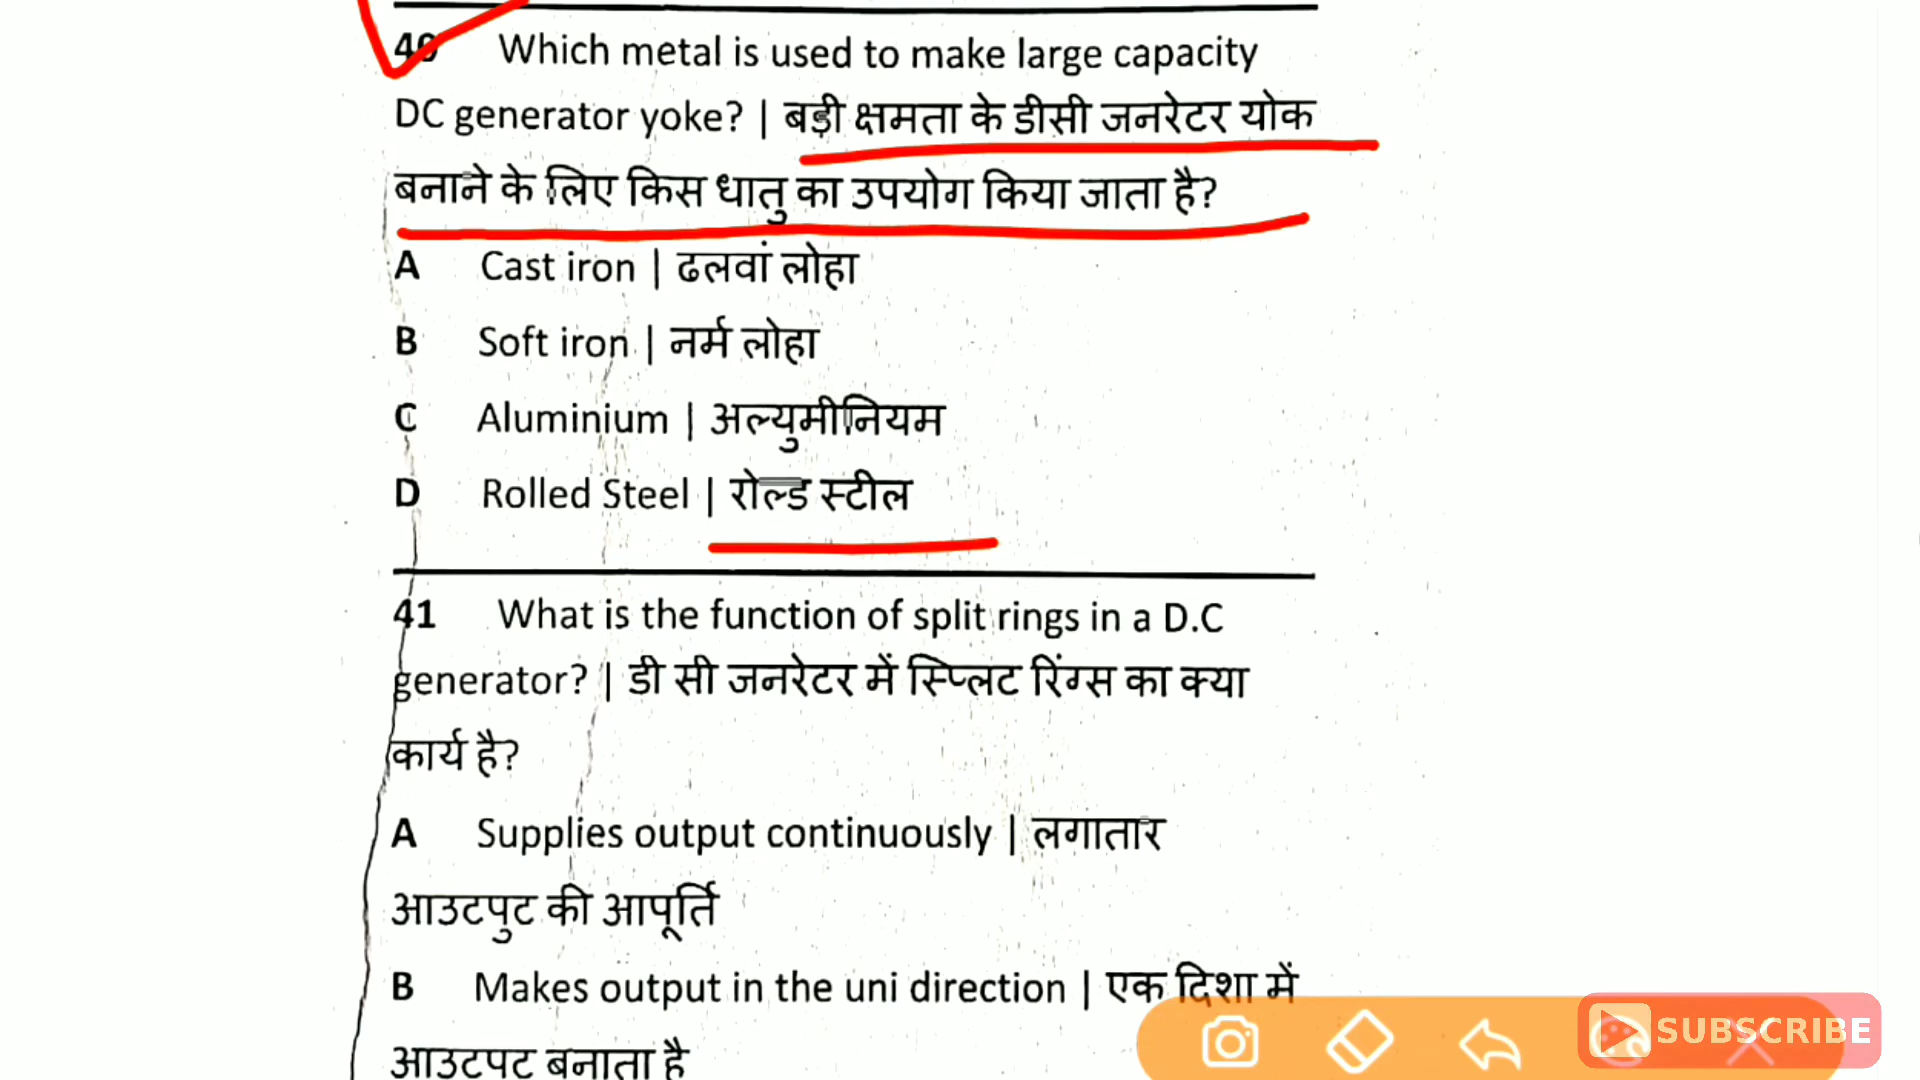 40 Which metal is used to make large capacity
DC generator yoke? | बड़ी क्षमता के डीसी जनरेटर योक
बनाने के लिए किस धातु का उपयोग किया जाता है?
A Cast iron | ढलवां लोहा
B Soft iron | नर्म लोहा
C Aluminium | अल्युमीनियम
D Rolled Steel | रोल्ड स्टील
41 What is the function of split rings in a D.C
generator? | डी सी जनरेटर में स्प्लिट रिंग्स का क्या
कार्य है?
A Supplies output continuously | लगातार
आउटपुट की आपूर्ति
B Makes output in the uni direction | एक दिशा में
आउटपुट बनाता है
SUBSCRIBE